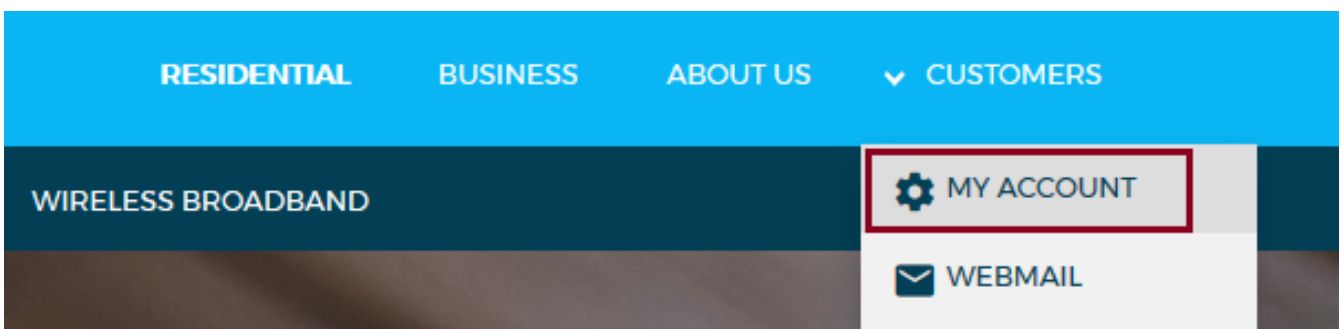 RESIDENTIAL BUSINESS ABOUT US CUSTOMERS
WIRELESS BROADBAND
MY ACCOUNT
WEBMAIL